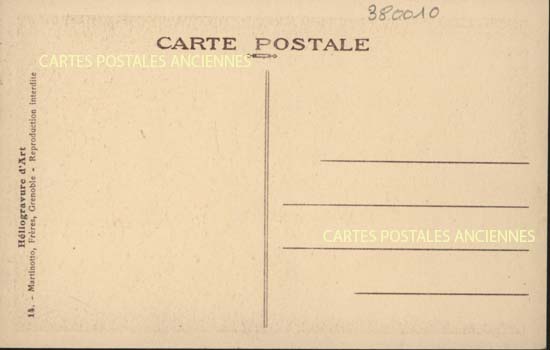 380010
CARTE POSTALE
CARTES POSTALES ANCIENNES
Héliogravure d'Art
14. - Martinotto, Frères, Grenoble - Reproduction Interdite
CARTES POSTALES ANCIENNES